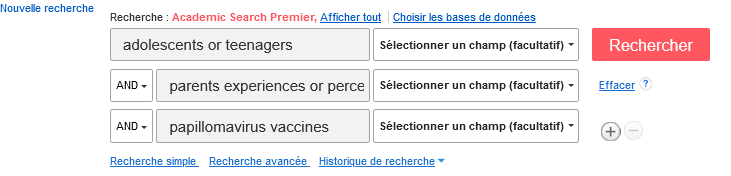 Nouvelle recherche
Recherche : Academic Search Premier, Afficher tout Choisir les bases de données
adolescents or teenagers Sélectionner un champ (facultatif) Rechercher
AND parents experiences or perce Sélectionner un champ (facultatif) Effacer ?
AND papillomavirus vaccines Sélectionner un champ (facultatif)
Recherche simple Recherche avancée Historique de recherche